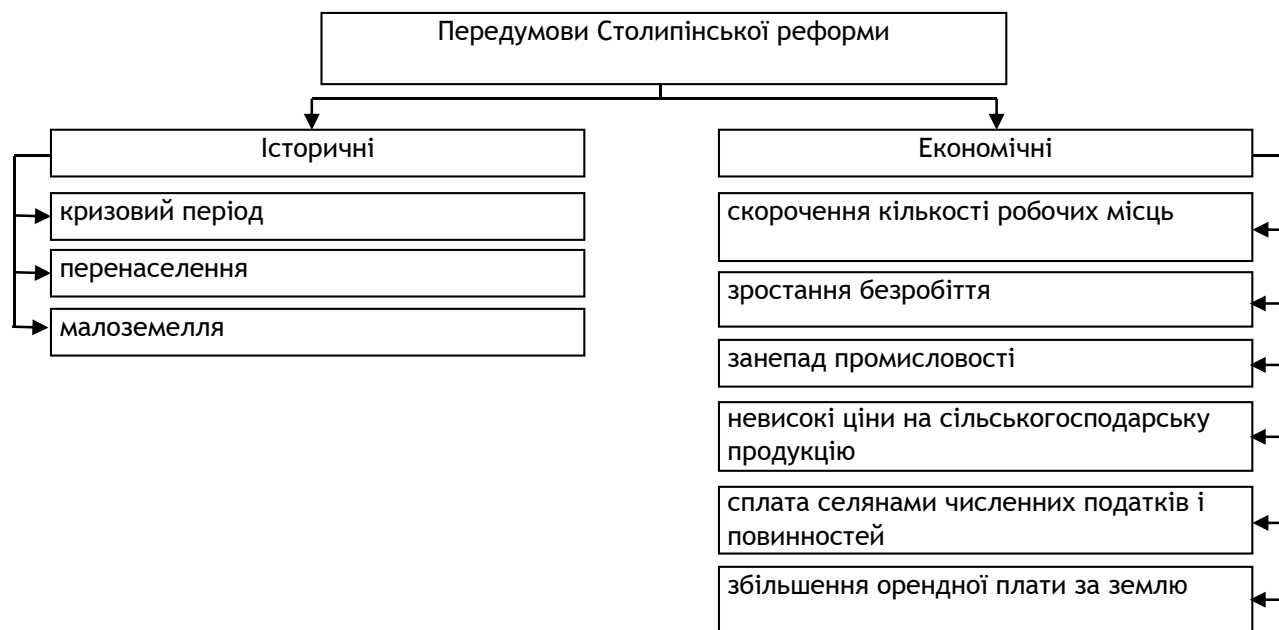 Передумови Столипінської реформи
Історичні
кризовий період
перенаселення
малоземелля
Економічні
скорочення кількості робочих місць
зростання безробіття
занепад промисловості
невисокі ціни на сільськогосподарську
продукцію
сплата селянами численних податків і
повинностей
збільшення орендної плати за землю